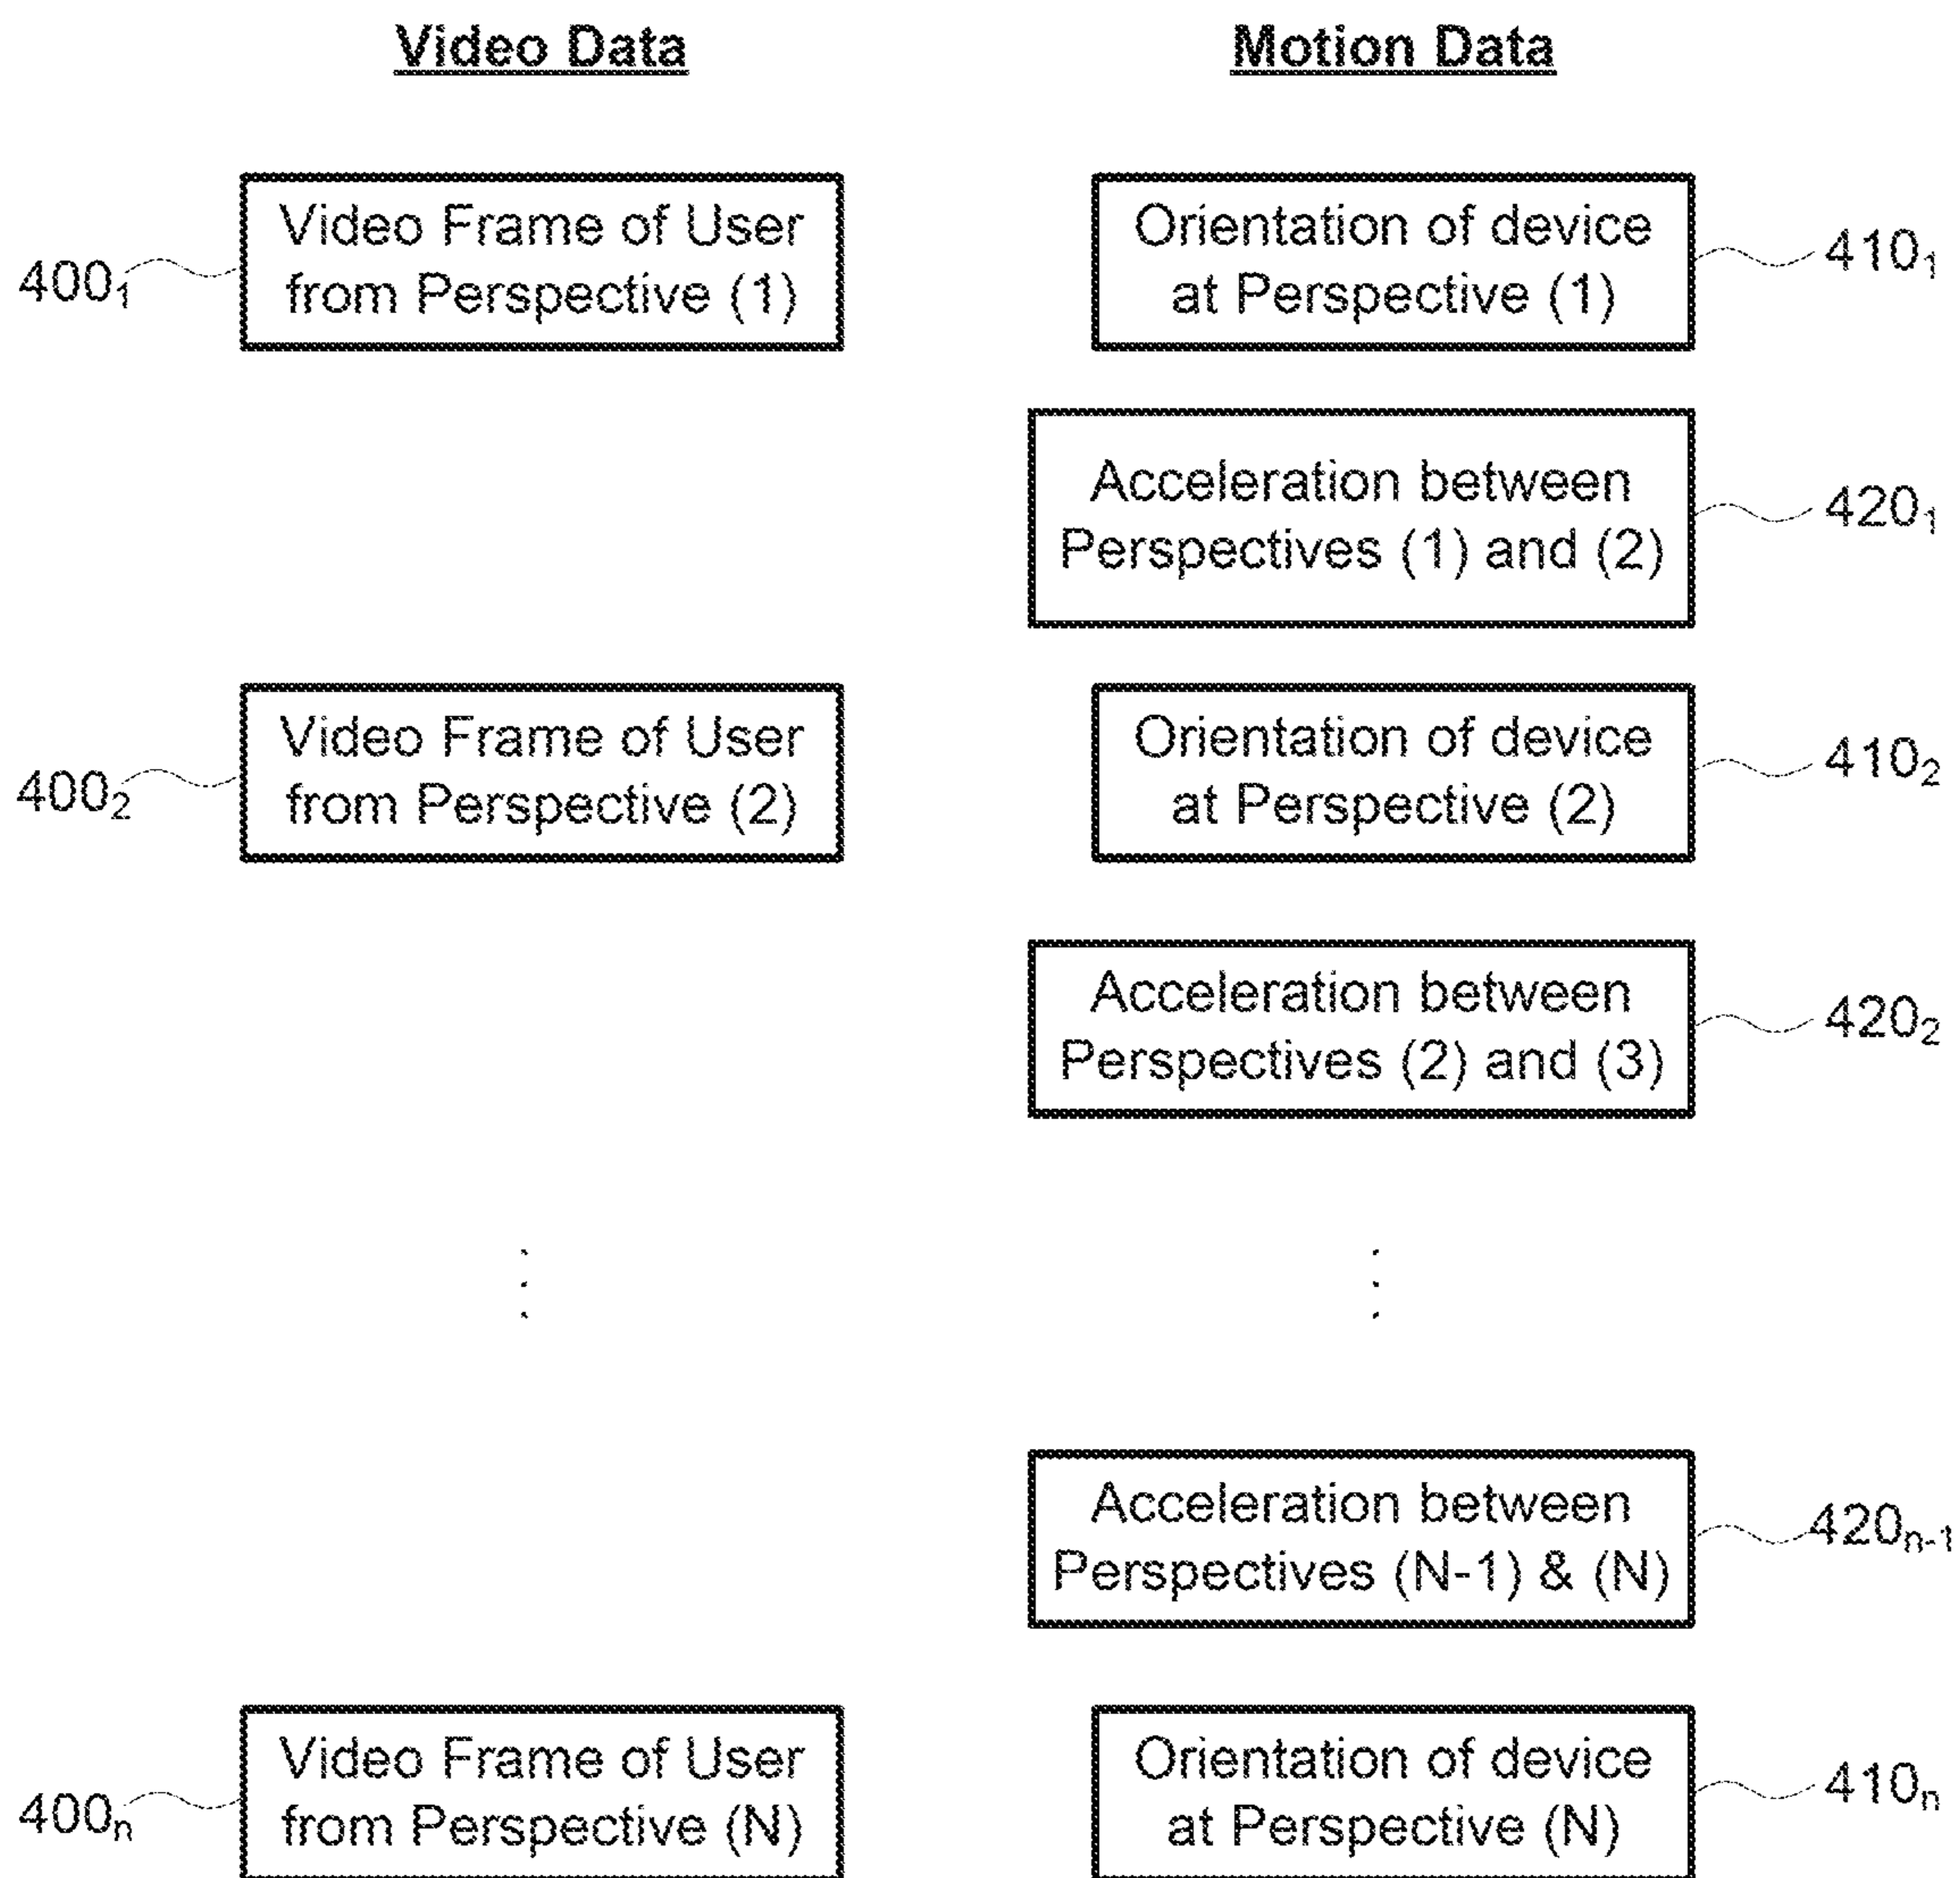 Video Data
Motion Data
400₁
Video Frame of User
from Perspective (1)
Orientation of device
at Perspective (1)
410₁
Acceleration between
Perspectives (1) and (2)
420₁
400₂
Video Frame of User
from Perspective (2)
Orientation of device
at Perspective (2)
410₂
Acceleration between
Perspectives (2) and (3)
420₂
Acceleration between
Perspectives (N-1) & (N)
420ₙ₋₁
400ₙ
Video Frame of User
from Perspective (N)
Orientation of device
at Perspective (N)
410ₙ